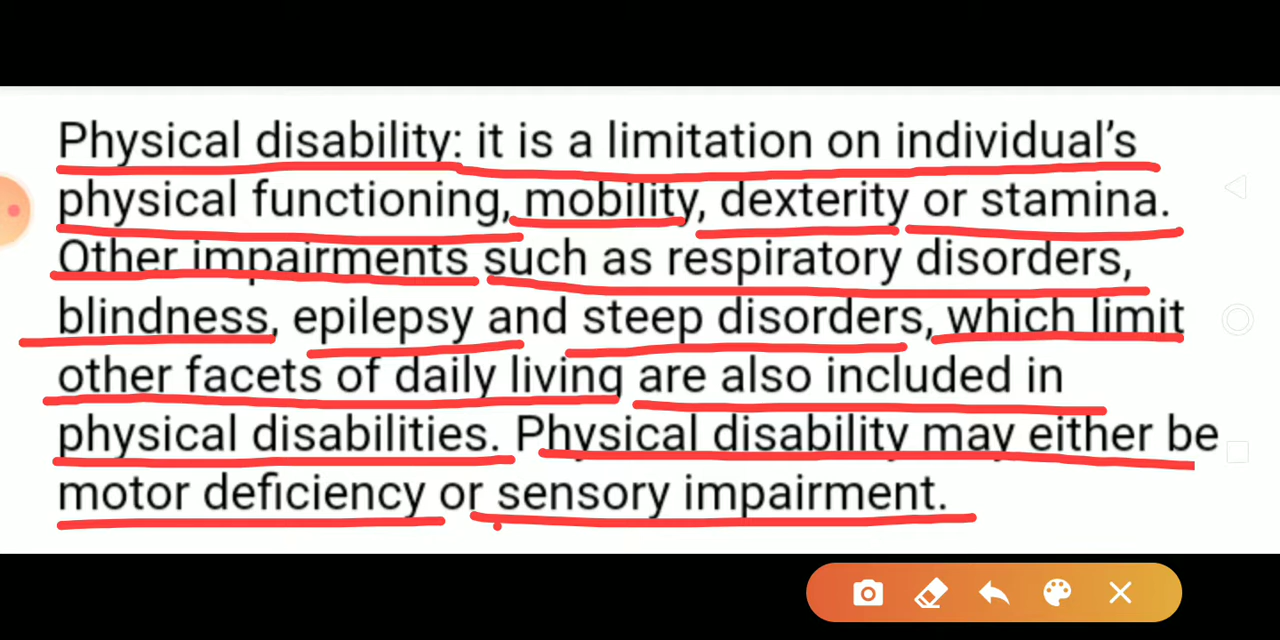 Physical disability: it is a limitation on individual's
physical functioning, mobility, dexterity or stamina.
Other impairments such as respiratory disorders,
blindness, epilepsy and steep disorders, which limit
other facets of daily living are also included in
physical disabilities. Physical disability may either be
motor deficiency or sensory impairment.